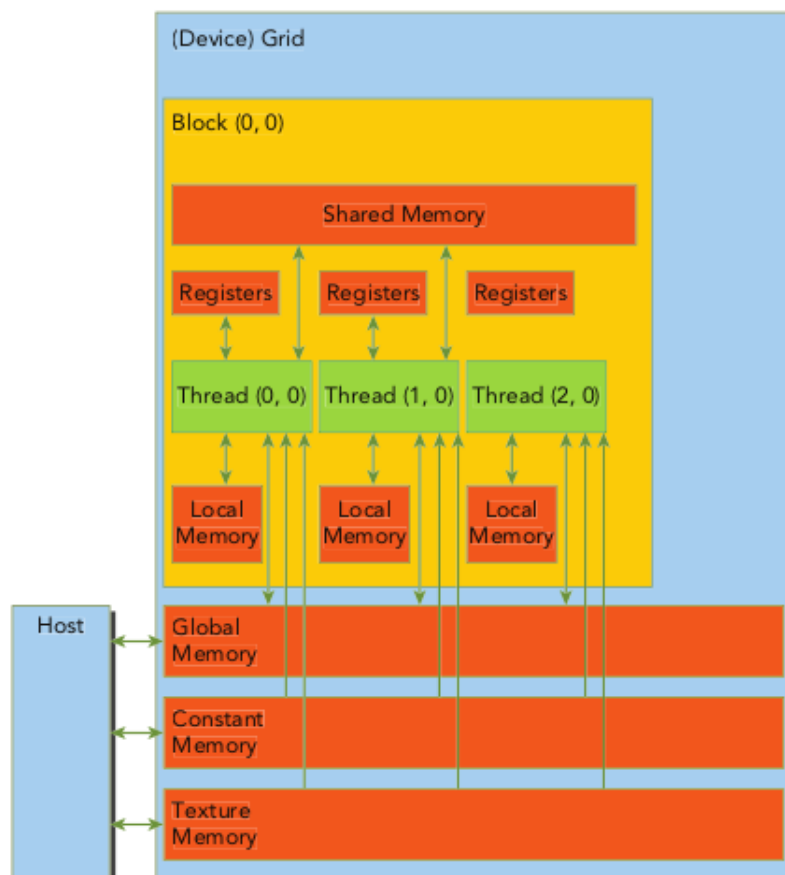 (Device) Grid
Block (0, 0)
Shared Memory
Registers
Registers
Registers
Thread (0, 0)
Thread (1, 0)
Thread (2, 0)
Local
Memory
Local
Memory
Local
Memory
Host
Global
Memory
Constant
Memory
Texture
Memory